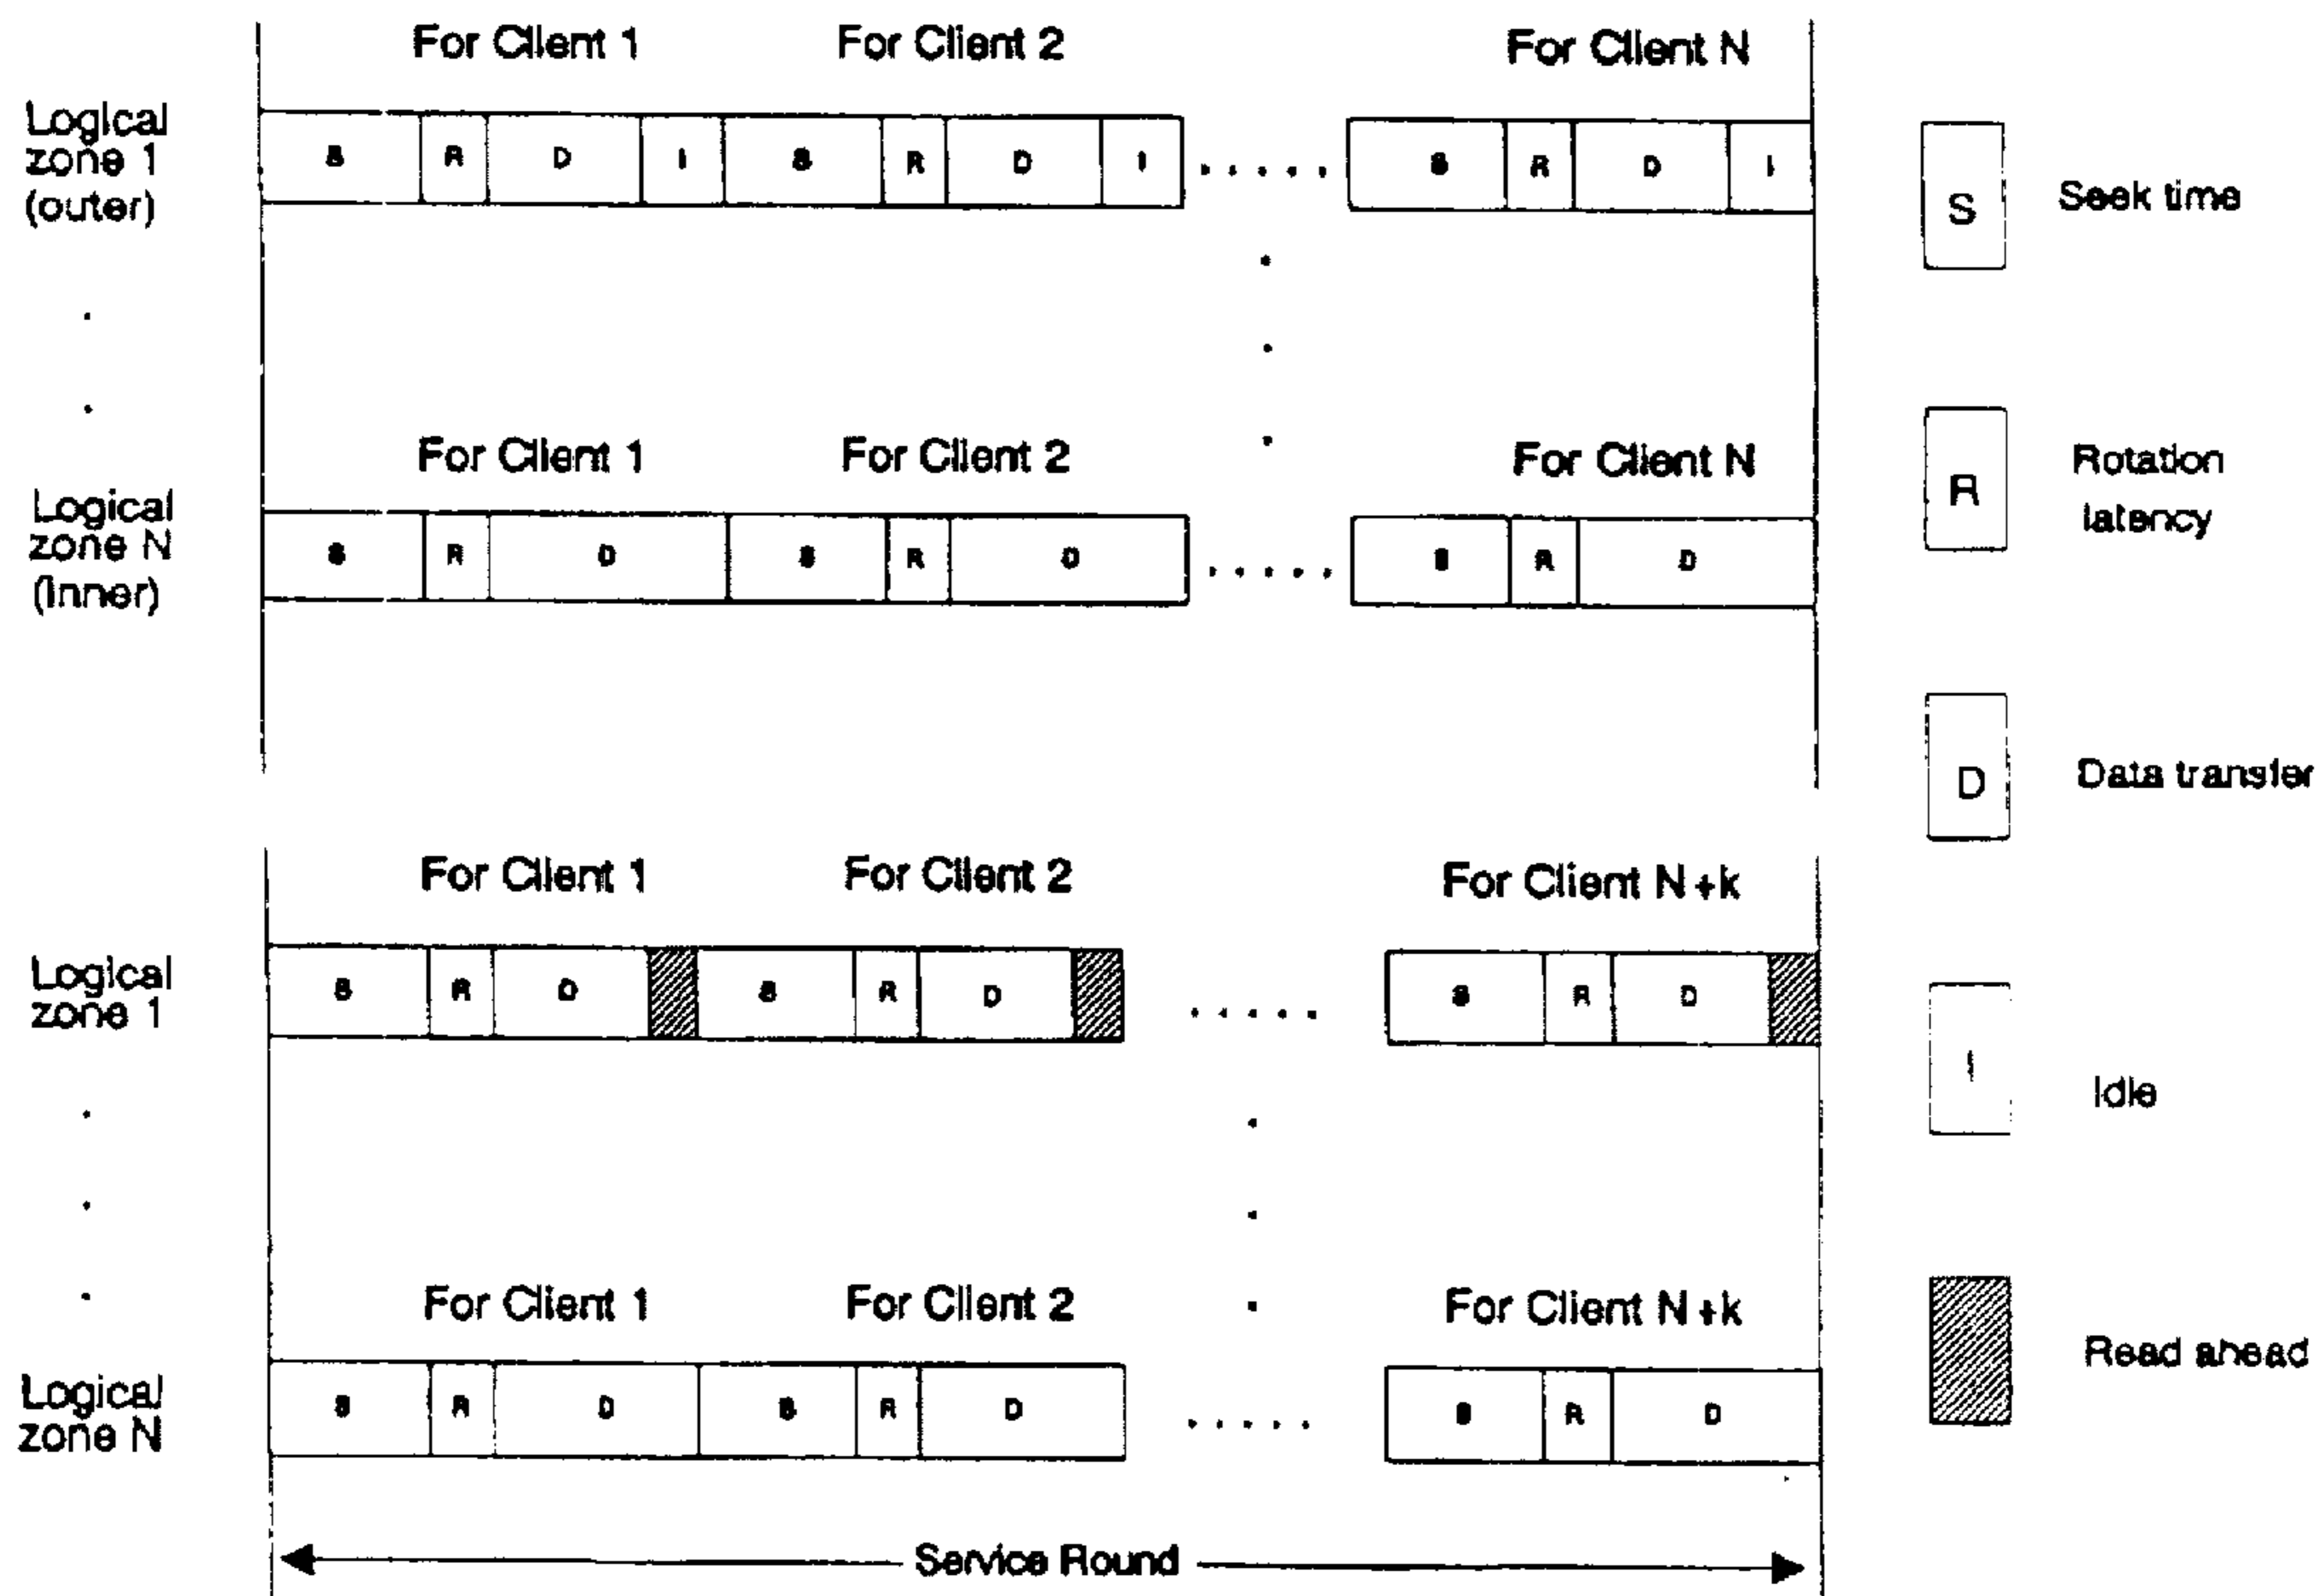 For Client 1
For Client 2
For Client N
Logical
zone 1
(outer)
S
R
D
I
S
R
D
I
.....
S
R
D
I
S
Seek time
For Client 1
For Client 2
For Client N
R
Rotation
latency
Logical
zone N
(inner)
S
R
D
S
R
D
.....
S
R
D
D
Data transfer
For Client 1
For Client 2
For Client N+k
Logical
zone 1
S
R
D
S
R
D
.....
S
R
D
I
Idle
For Client 1
For Client 2
For Client N+k
Read ahead
Logical
zone N
S
R
D
S
R
D
.....
S
R
D
Service Round